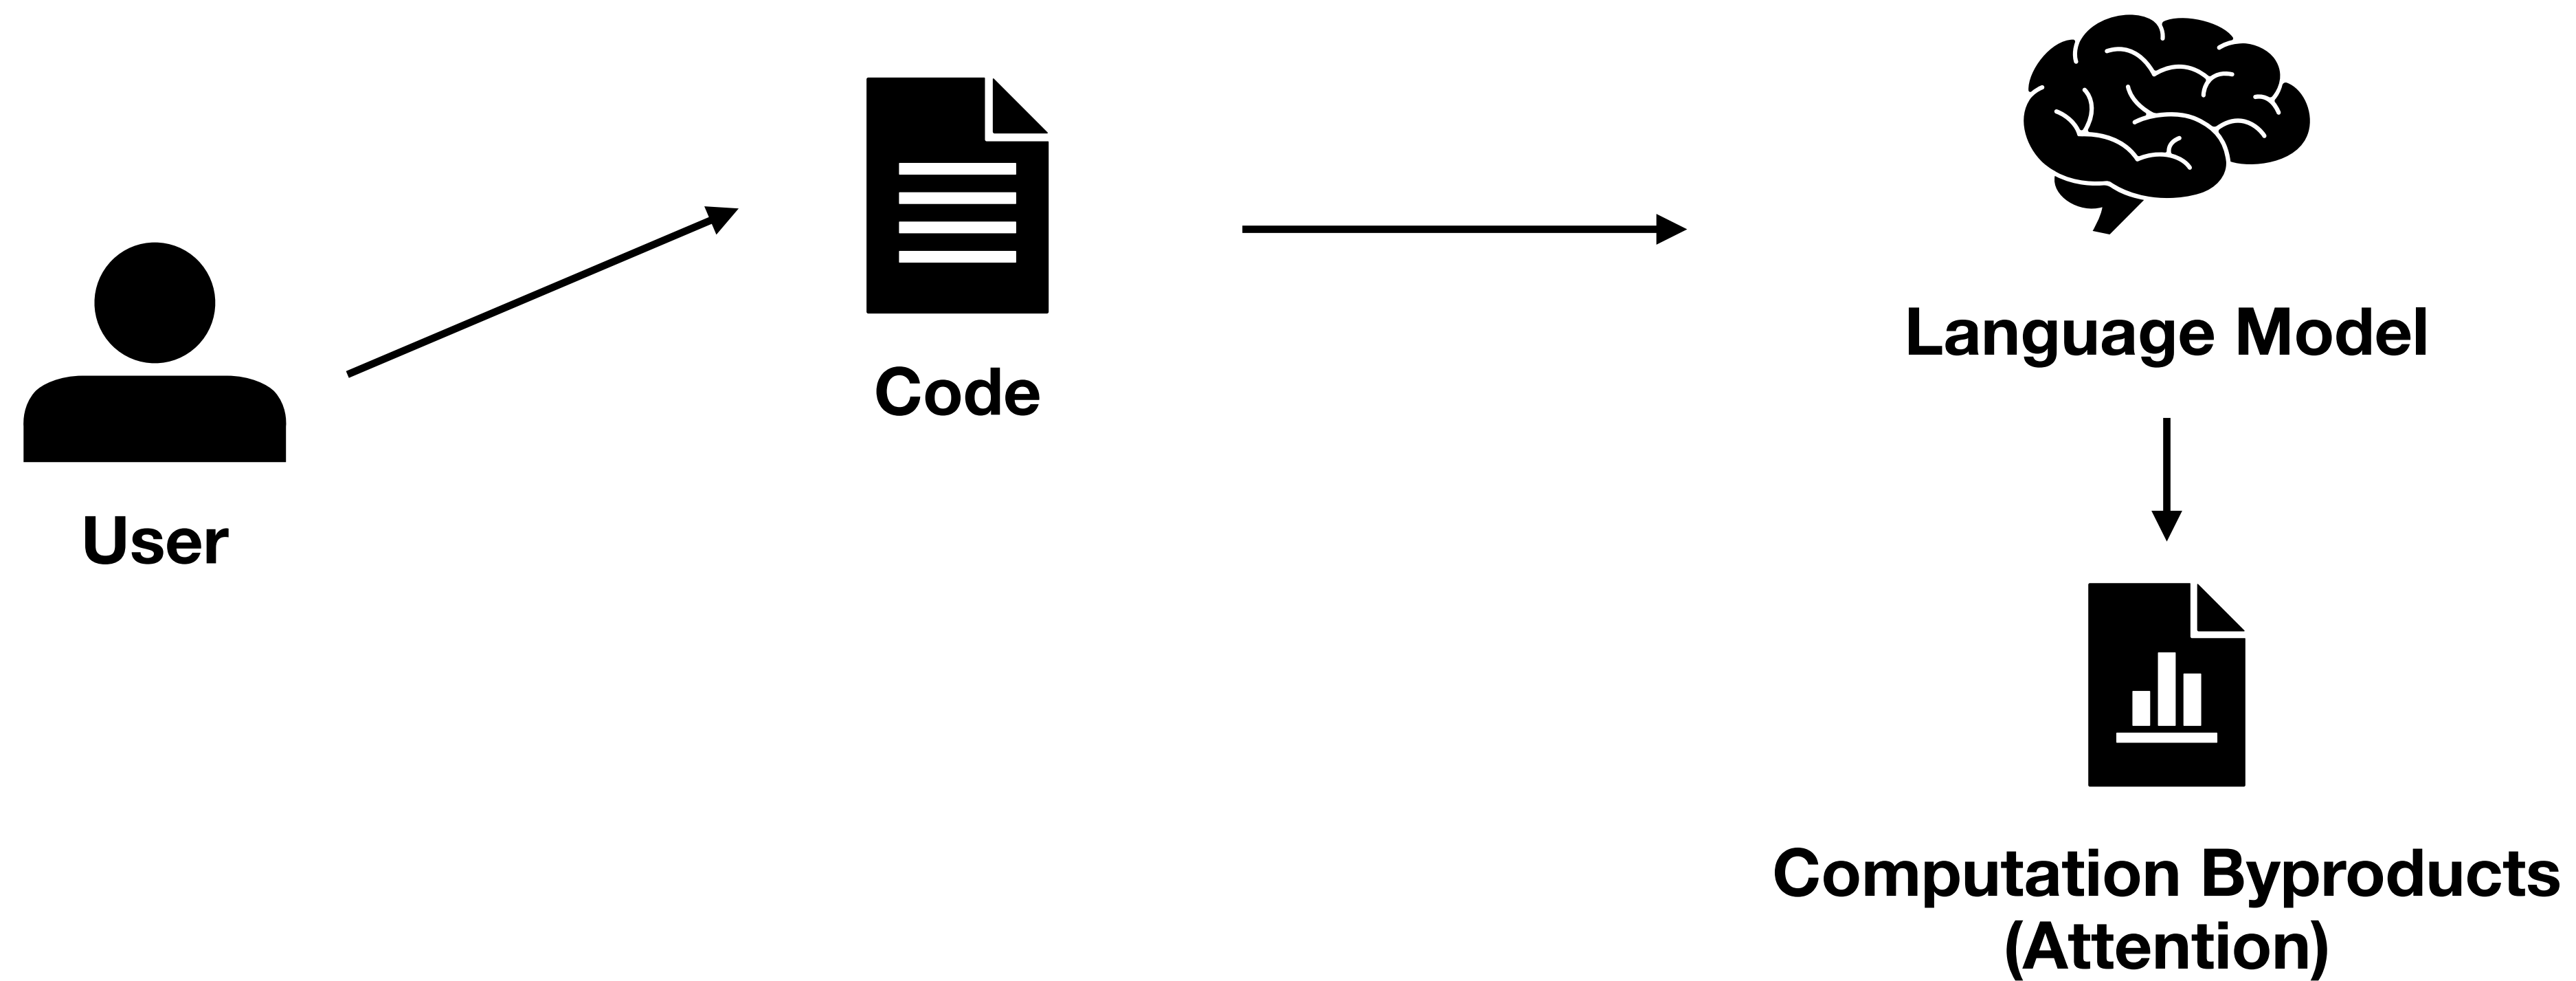 User
Code
Language Model
Computation Byproducts
(Attention)